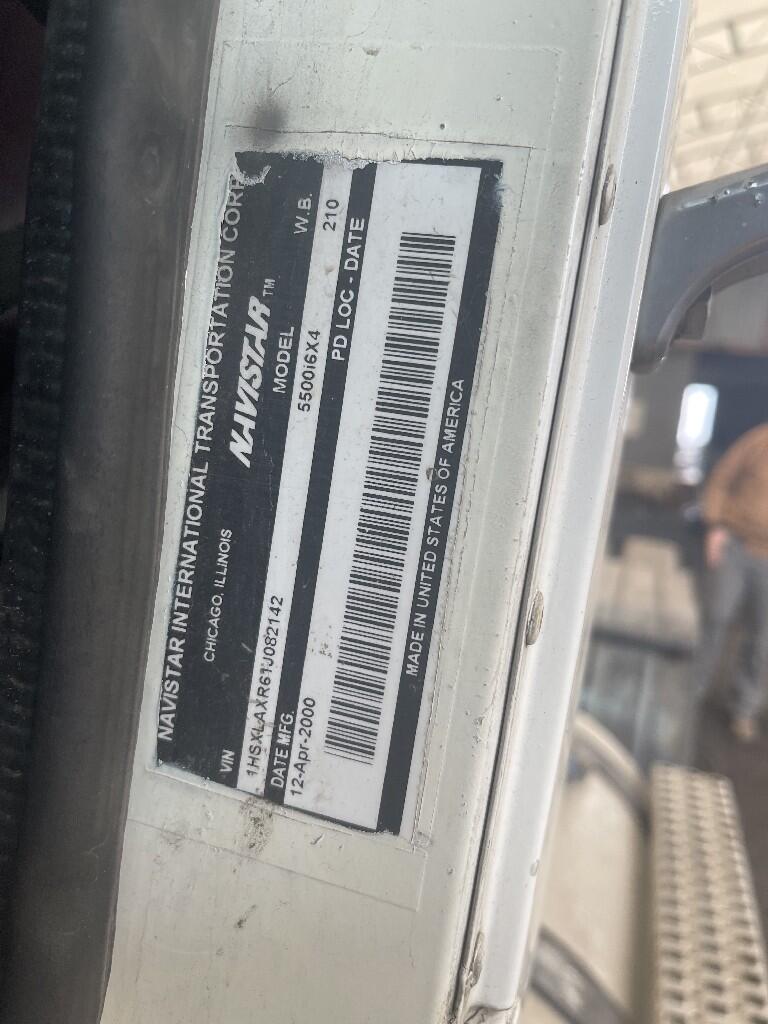 NAVISTAR INTERNATIONAL TRANSPORTATION CORP.
CHICAGO, ILLINOIS
NAVISTAR™
VIN MODEL W.B.
1HSXLAXR61J082142 5500i6X4 210
DATE MFG. PD LOC - DATE
12-Apr-2000
MADE IN UNITED STATES OF AMERICA